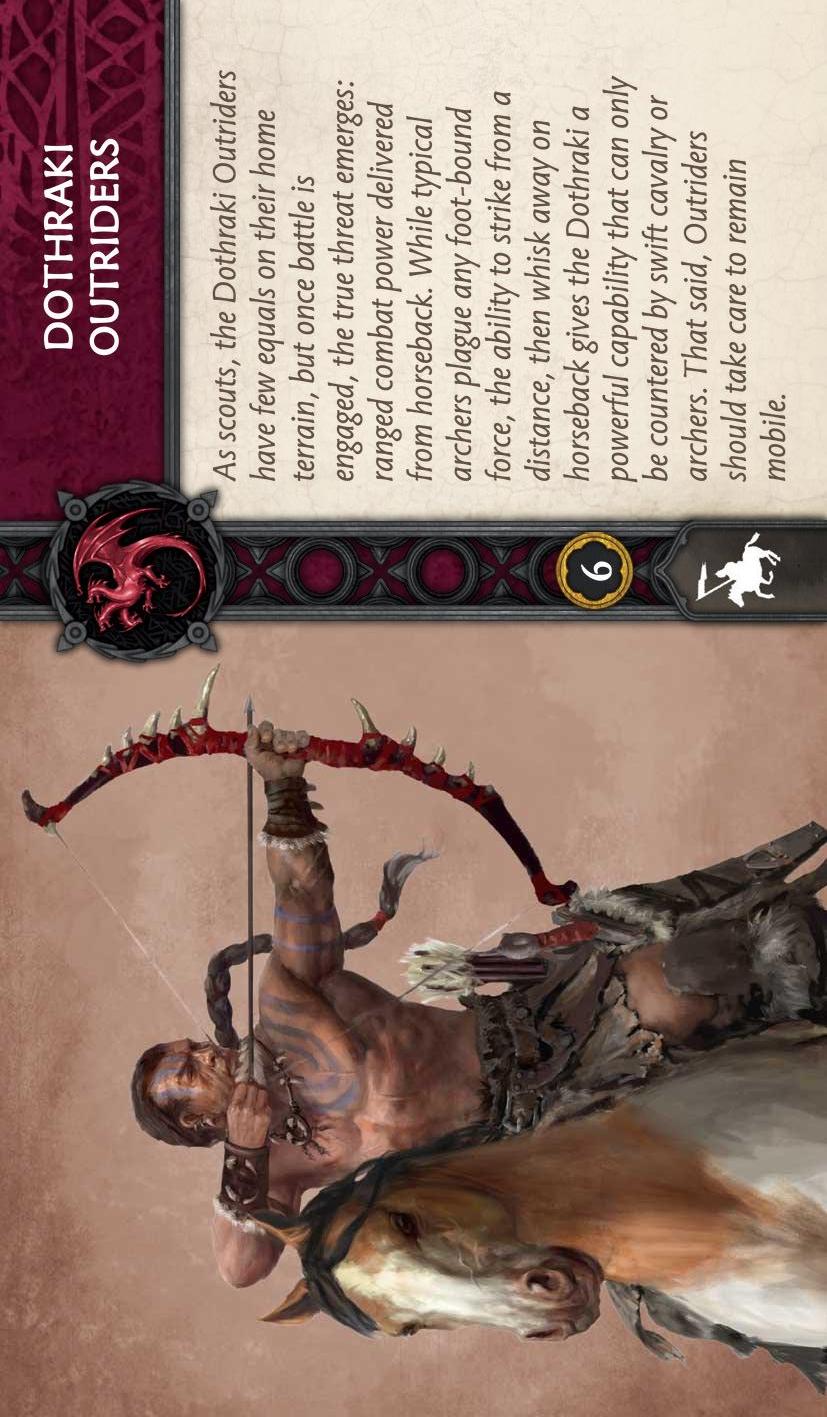 DOTHRAKI
OUTRIDERS
As scouts, the Dothraki Outriders
have few equals on their home
terrain, but once battle is
engaged, the true threat emerges:
ranged combat power delivered
from horseback. While typical
archers plague any foot-bound
force, the ability to strike from a
distance, then whisk away on
horseback gives the Dothraki a
powerful capability that can only
be countered by swift cavalry or
archers. That said, Outriders
should take care to remain
mobile.
6